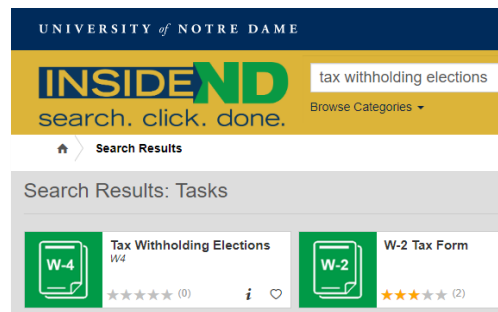 UNIVERSITY of NOTRE DAME
INSIDEND
search. click. done.
tax withholding elections
Browse Categories
Search Results
Search Results: Tasks
W-4
Tax Withholding Elections
W4
(0)
i
W-2
W-2 Tax Form
(2)